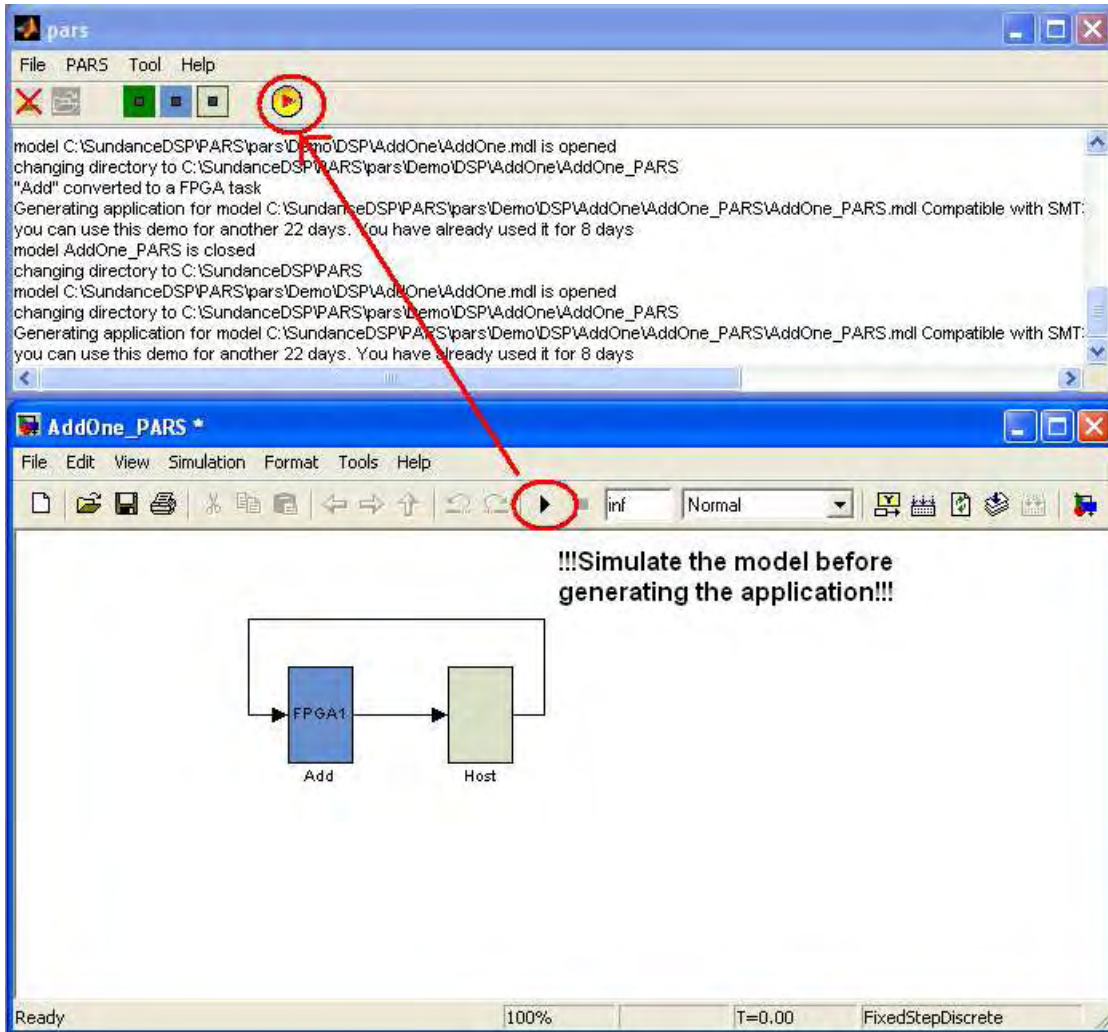 pars
File PARS Tool Help
model C:\SundanceDSP\PARS\pars\Demo\DSP\AddOne\AddOne.mdl is opened
changing directory to C:\SundanceDSP\PARS\pars\Demo\DSP\AddOne\AddOne_PARS
"Add" converted to a FPGA task
Generating application for model C:\SundanceDSP\PARS\pars\Demo\DSP\AddOne\AddOne_PARS\AddOne_PARS.mdl Compatible with SMT
you can use this demo for another 22 days. You have already used it for 8 days
model AddOne_PARS is closed
changing directory to C:\SundanceDSP\PARS
model C:\SundanceDSP\PARS\pars\Demo\DSP\AddOne\AddOne.mdl is opened
changing directory to C:\SundanceDSP\PARS\pars\Demo\DSP\AddOne\AddOne_PARS
Generating application for model C:\SundanceDSP\PARS\pars\Demo\DSP\AddOne\AddOne_PARS\AddOne_PARS.mdl Compatible with SMT
you can use this demo for another 22 days. You have already used it for 8 days
AddOne_PARS *
File Edit View Simulation Format Tools Help
inf Normal
!!!Simulate the model before
generating the application!!!
FPGA1
Add Host
Ready 100% T=0.00 FixedStepDiscrete